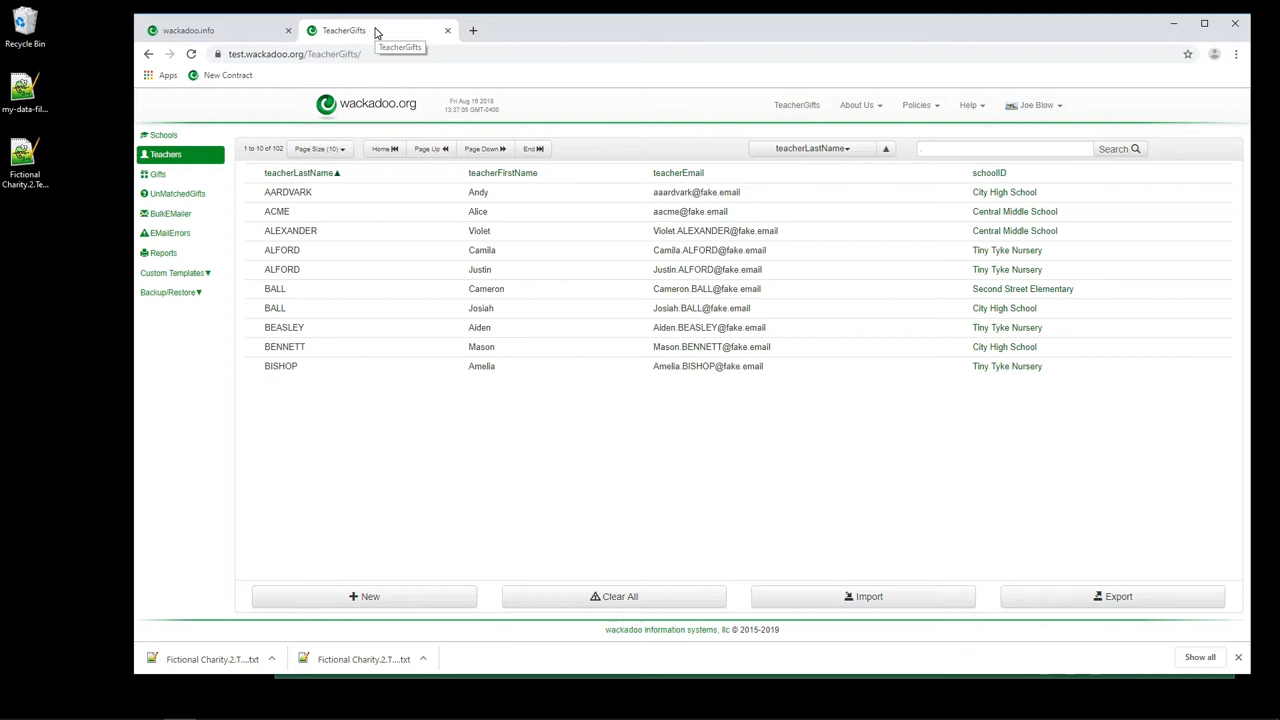 Recycle Bin
my-data-fil...
Fictional
Charity.2.Te...
wackadoo.info
TeacherGifts
TeacherGifts
test.wackadoo.org/TeacherGifts/
Apps
New Contract
wackadoo.org
Fri Aug 16 2019
13:37:05 GMT-0400
TeacherGifts
About Us
Policies
Help
Joe Blow
Schools
Teachers
Gifts
UnMatchedGifts
BulkEMailer
EMailErrors
Reports
Custom Templates▼
Backup/Restore▼
1 to 10 of 102 Page Size (10) Home Page Up Page Down End teacherLastName ▲ Search
teacherLastName▲ teacherFirstName teacherEmail schoolID
AARDVARK Andy aaardvark@fake.email City High School
ACME Alice aacme@fake.email Central Middle School
ALEXANDER Violet Violet.ALEXANDER@fake.email Central Middle School
ALFORD Camila Camila.ALFORD@fake.email Tiny Tyke Nursery
ALFORD Justin Justin.ALFORD@fake.email Tiny Tyke Nursery
BALL Cameron Cameron.BALL@fake.email Second Street Elementary
BALL Josiah Josiah.BALL@fake.email City High School
BEASLEY Aiden Aiden.BEASLEY@fake.email Tiny Tyke Nursery
BENNETT Mason Mason.BENNETT@fake.email City High School
BISHOP Amelia Amelia.BISHOP@fake.email Tiny Tyke Nursery
New Clear All Import Export
wackadoo information systems, llc © 2015-2019
Fictional Charity.2.T....txt Fictional Charity.2.T....txt Show all